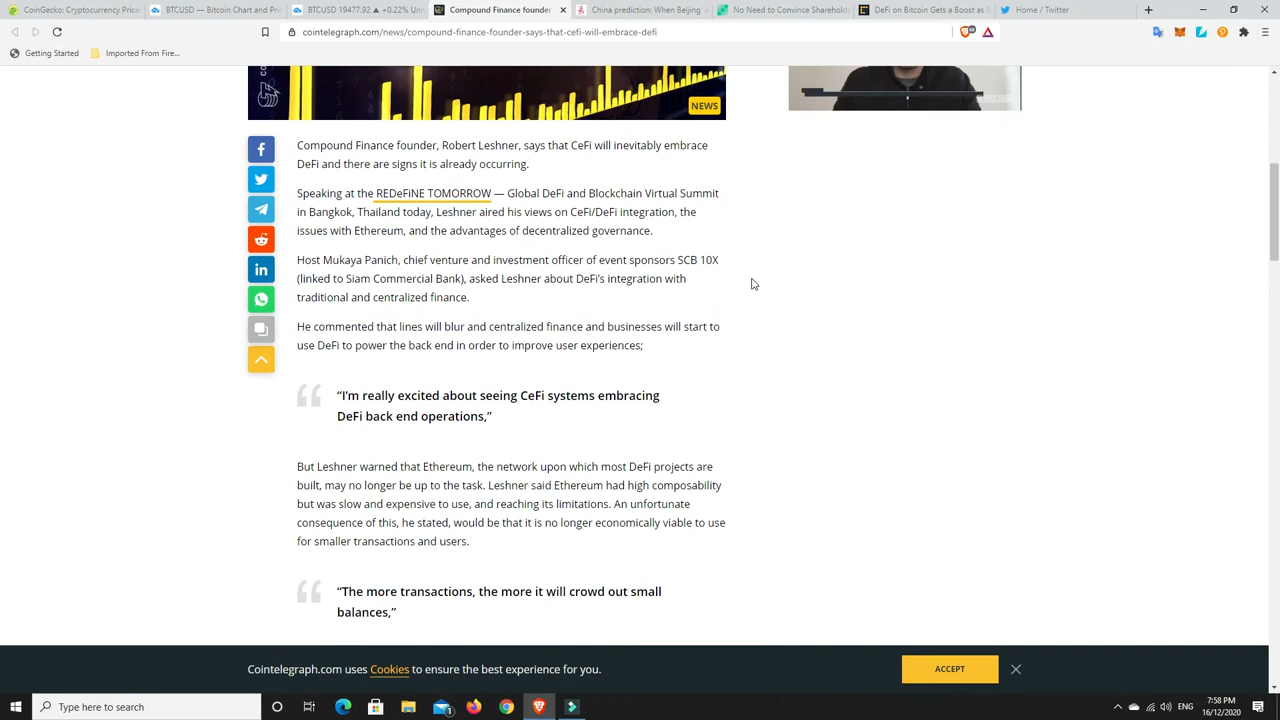 CoinGecko: Cryptocurrency Price
BTCUSD — Bitcoin Chart and Pri
BTCUSD 19477.92 ▲ +0.22% Unn
Compound Finance founder
China prediction: When Beijing
No Need to Convince Sharehold
DeFi on Bitcoin Gets a Boost as S
Home / Twitter
cointelegraph.com/news/compound-finance-founder-says-that-cefi-will-embrace-defi
Getting Started
Imported From Fire...
NEWS
Compound Finance founder, Robert Leshner, says that CeFi will inevitably embrace
DeFi and there are signs it is already occurring.
Speaking at the REDeFiNE TOMORROW — Global DeFi and Blockchain Virtual Summit
in Bangkok, Thailand today, Leshner aired his views on CeFi/DeFi integration, the
issues with Ethereum, and the advantages of decentralized governance.
Host Mukaya Panich, chief venture and investment officer of event sponsors SCB 10X
(linked to Siam Commercial Bank), asked Leshner about DeFi's integration with
traditional and centralized finance.
He commented that lines will blur and centralized finance and businesses will start to
use DeFi to power the back end in order to improve user experiences;
“I'm really excited about seeing CeFi systems embracing
DeFi back end operations,”
But Leshner warned that Ethereum, the network upon which most DeFi projects are
built, may no longer be up to the task. Leshner said Ethereum had high composability
but was slow and expensive to use, and reaching its limitations. An unfortunate
consequence of this, he stated, would be that it is no longer economically viable to use
for smaller transactions and users.
“The more transactions, the more it will crowd out small
balances,”
Cointelegraph.com uses Cookies to ensure the best experience for you.
ACCEPT
Type here to search
ENG
7:58 PM
16/12/2020